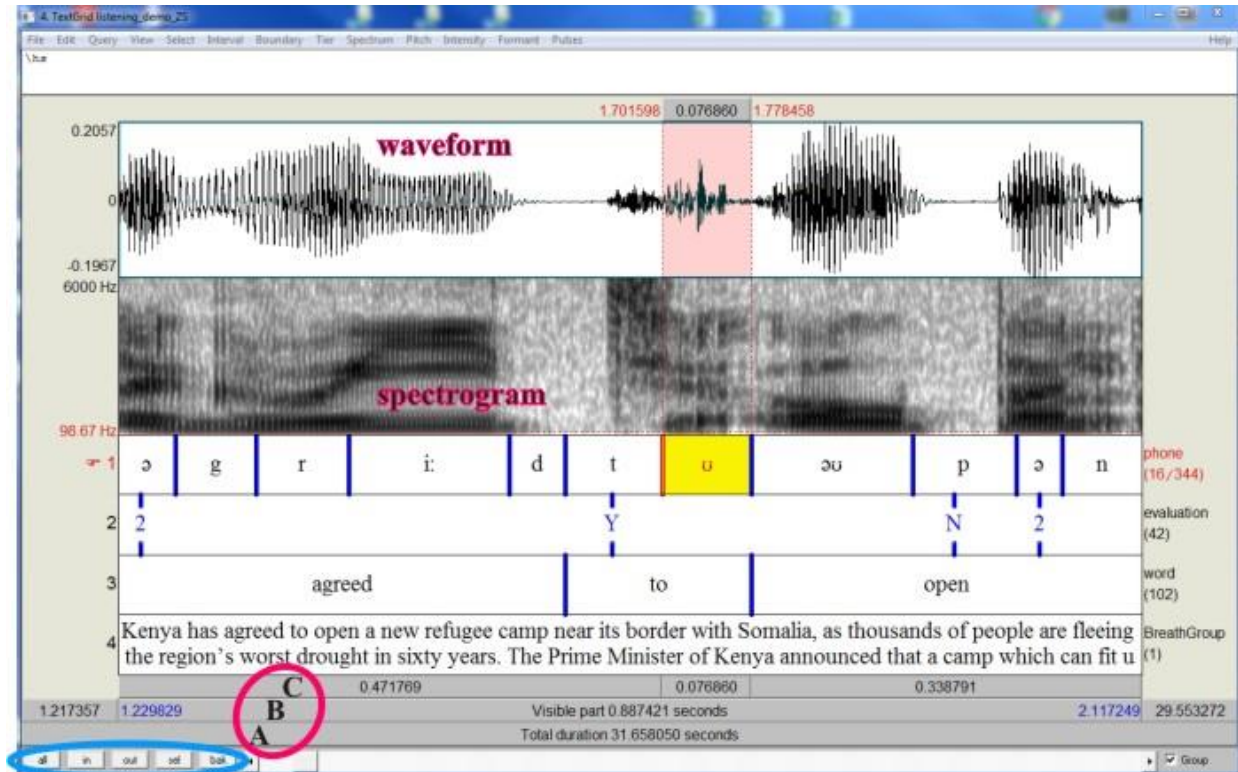 4. TextGrid listening_demo_ZS
File Edit Query View Select Interval Boundary Tier Spectrum Pitch Intensity Formant Pulses Help
1.701598 0.076860 1.778458
0.2057
waveform
0
-0.1967
6000 Hz
spectrogram
98.67 Hz
☞ 1 ə g r i: d t ʊ əʊ p ə n phone
(16/344)
2 2 Y N 2 evaluation
(42)
3 agreed to open word
(102)
4 Kenya has agreed to open a new refugee camp near its border with Somalia, as thousands of people are fleeing BreathGroup
the region's worst drought in sixty years. The Prime Minister of Kenya announced that a camp which can fit u (1)
C 0.471769 0.076860 0.338791
1.217357 1.229829 B Visible part 0.887421 seconds 2.117249 29.553272
A Total duration 31.658050 seconds
all in out sel bak Group